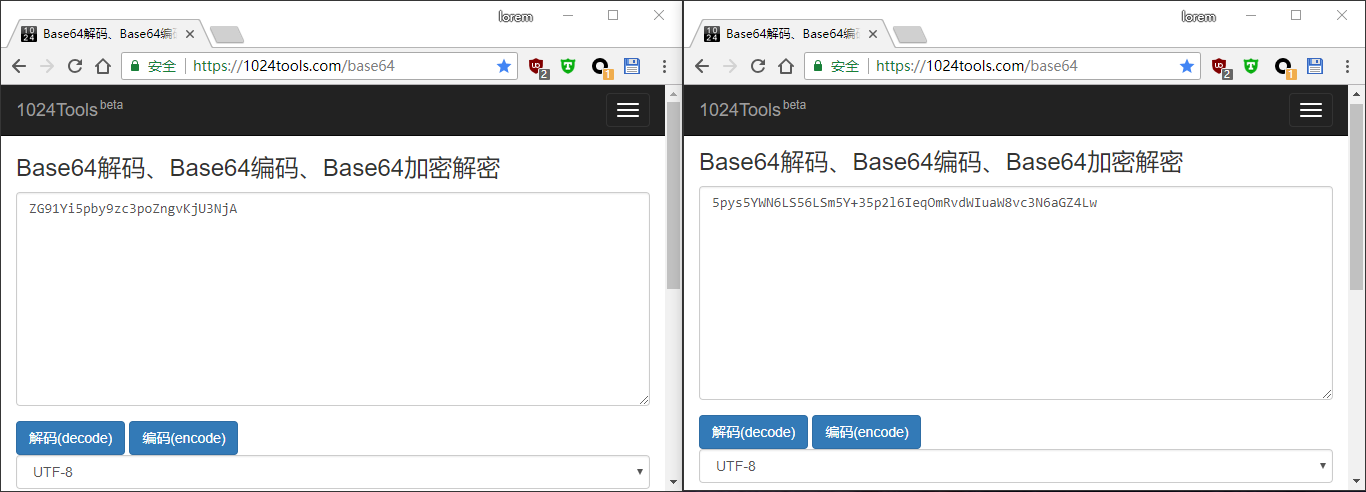 lorem
Base64解码、Base64编码
安全 https://1024tools.com/base64
2
1
1024Tools beta
Base64解码、Base64编码、Base64加密解密
ZG91Yi5pby9zc3poZngvKjU3NjA
解码(decode) 编码(encode)
UTF-8
lorem
Base64解码、Base64编码
安全 https://1024tools.com/base64
2
1
1024Tools beta
Base64解码、Base64编码、Base64加密解密
5pys5YWN6LS56LSm5Y+35p2l6IeqOmRvdWIuaW8vc3N6aGZ4Lw
解码(decode) 编码(encode)
UTF-8